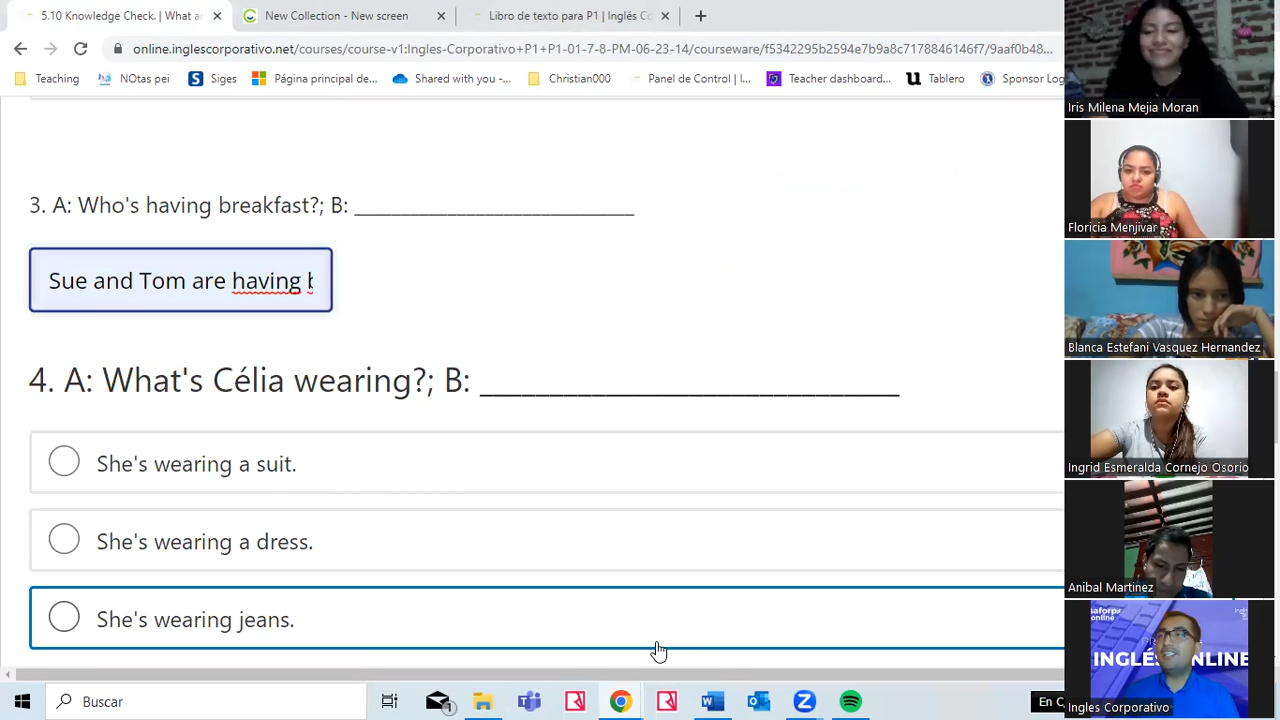 5.10 Knowledge Check. | P1-01
New Collection - New screen
Libro de texto para P1 | Inglés Co
online.inglescorporativo.net/courses/course-v1:Ingles-Corporativo+P1+P1-01-7-8-PM-06-23-14/courseware/f5342295b2594e7b9a8c7178846146f7/9aaf0b48...
Teaching
NOtas pei
Siges
Página principal de...
Shared with you -...
Christian000
Panel de Control | I...
Teacher dashboard...
Tablero
Sponsor Log
3. A: Who's having breakfast?; B: ___________________________
Sue and Tom are having b
4. A: What's Célia wearing?; B: ___________________________
She's wearing a suit.
She's wearing a dress.
She's wearing jeans.
Buscar
Iris Milena Mejia Moran
Floricia Menjivar
Blanca Estefani Vasquez Hernandez
Ingrid Esmeralda Cornejo Osorio
Anibal Martinez
online
INGLÉS ONLINE
Ingles Corporativo